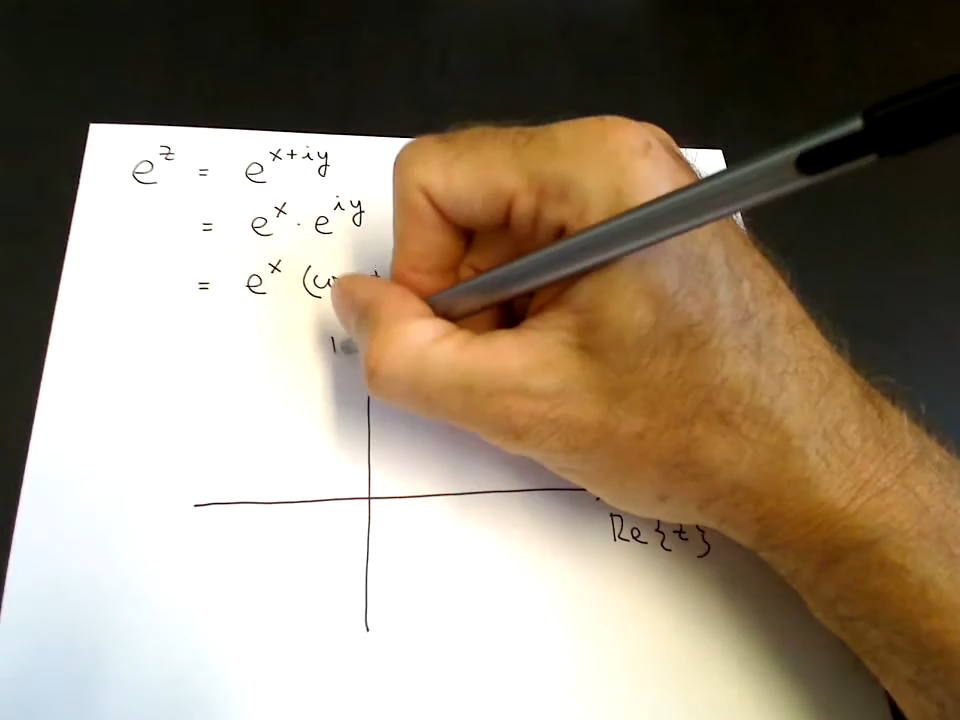 e^z = e^{x+iy}
= e^x · e^{iy}
= e^x (
Re{z}